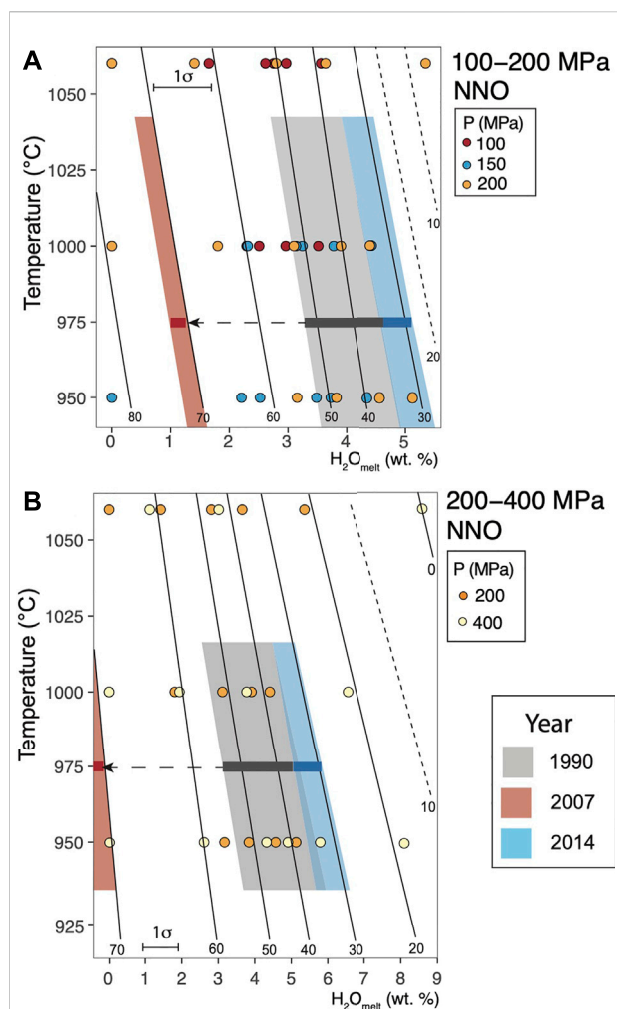 A
100–200 MPa
NNO
P (MPa)
100
150
200
1σ
Temperature (°C)
1050
1025
1000
975
950
10
20
80
70
60
50
40
30
0 1 2 3 4 5
H2Omelt (wt. %)
B
200–400 MPa
NNO
P (MPa)
200
400
Temperature (°C)
1050
1025
1000
975
950
925
0
10
1σ
70
60
50
40
30
20
0 1 2 3 4 5 6 7 8 9
H2Omelt (wt. %)
Year
1990
2007
2014